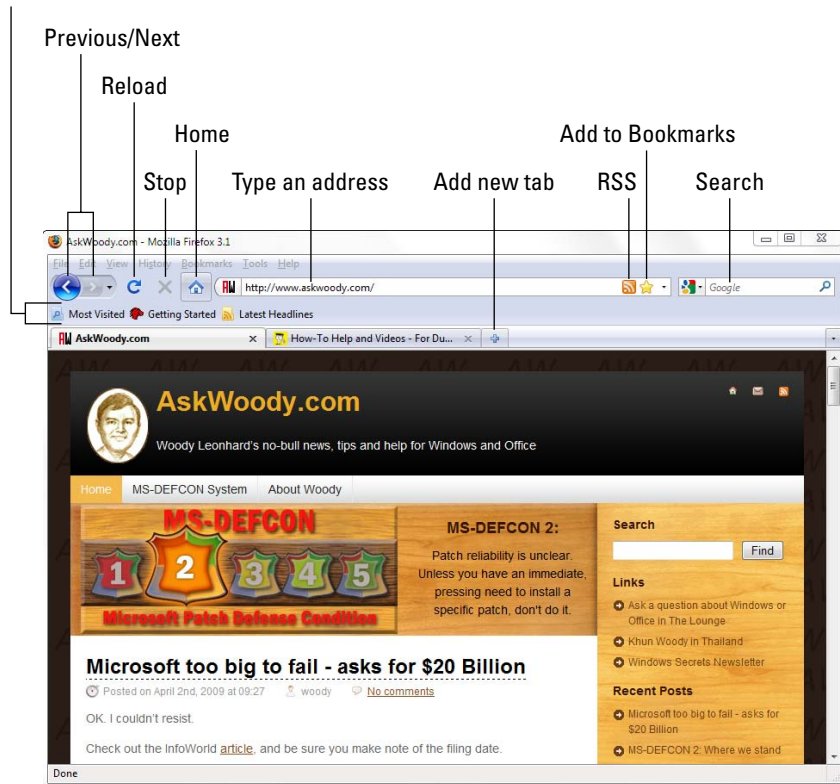 Previous/Next
Reload
Home
Add to Bookmarks
Stop
Type an address
Add new tab
RSS
Search
AskWoody.com - Mozilla Firefox 3.1
File Edit View History Bookmarks Tools Help
http://www.askwoody.com/
Google
Most Visited Getting Started Latest Headlines
AW AskWoody.com
How-To Help and Videos - For Du...
AskWoody.com
Woody Leonhard's no-bull news, tips and help for Windows and Office
Home MS-DEFCON System About Woody
MS-DEFCON
1 2 3 4 5
Microsoft Patch Defense Condition
MS-DEFCON 2:
Patch reliability is unclear.
Unless you have an immediate,
pressing need to install a
specific patch, don't do it.
Search
Find
Links
Ask a question about Windows or
Office in The Lounge
Khun Woody in Thailand
Windows Secrets Newsletter
Recent Posts
Microsoft too big to fail - asks for
$20 Billion
MS-DEFCON 2: Where we stand
Microsoft too big to fail - asks for $20 Billion
Posted on April 2nd, 2009 at 09:27 woody No comments
OK. I couldn't resist.
Check out the InfoWorld article, and be sure you make note of the filing date.
Done